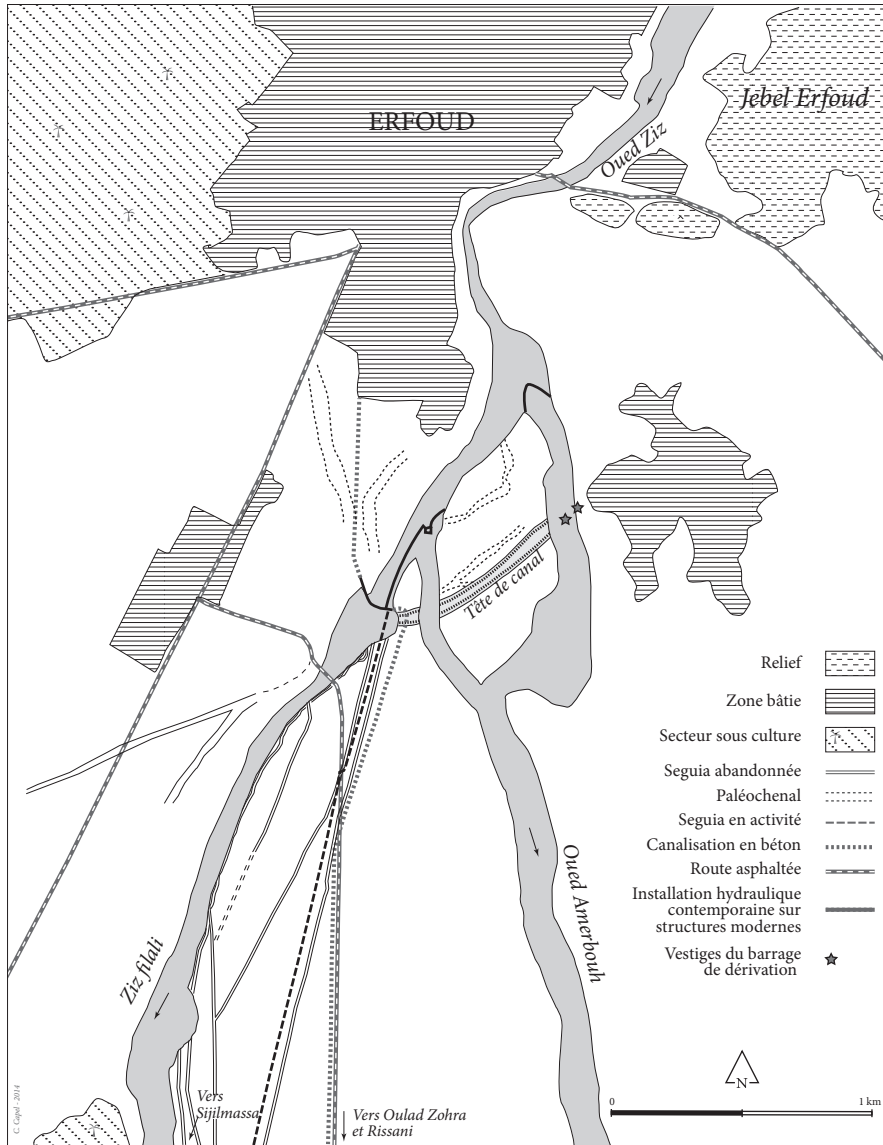 ERFOUD
Jebel Erfoud
Oued Ziz
Tête de canal
Relief
Zone bâtie
Secteur sous culture
Seguia abandonnée
Paléochenal
Seguia en activité
Canalisation en béton
Route asphaltée
Installation hydraulique
contemporaine sur
structures modernes
Vestiges du barrage
de dérivation
Oued Amerbouh
Ziz filali
N
0
1 km
Vers
Sijilmassa
Vers Oulad Zohra
et Rissani
C. Capel - 2014